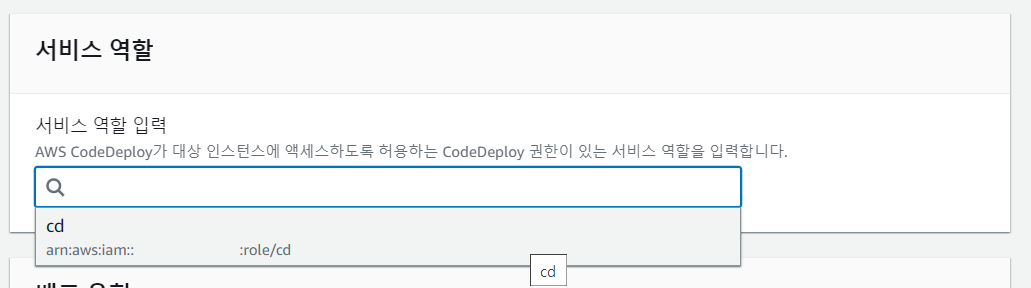 서비스 역할
서비스 역할 입력
AWS CodeDeploy가 대상 인스턴스에 액세스하도록 허용하는 CodeDeploy 권한이 있는 서비스 역할을 입력합니다.
cd
arn:aws:iam:: :role/cd
cd